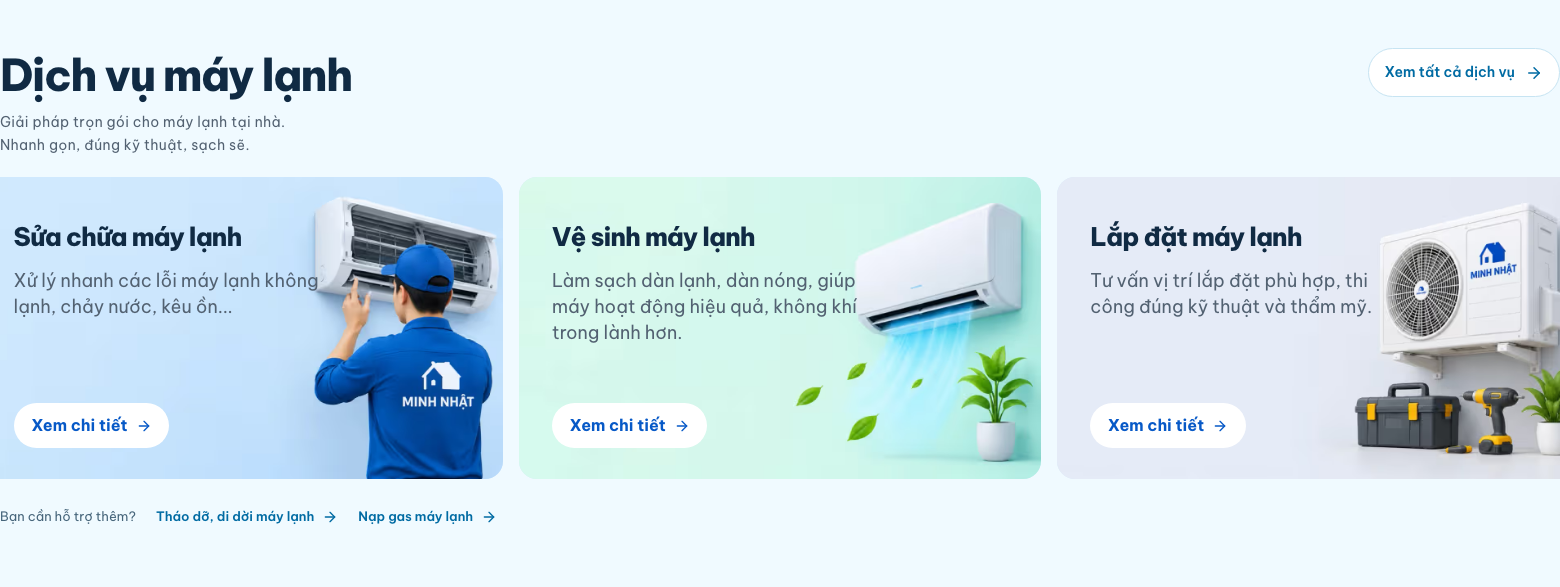 Dịch vụ máy lạnh
Xem tất cả dịch vụ
Giải pháp trọn gói cho máy lạnh tại nhà.
Nhanh gọn, đúng kỹ thuật, sạch sẽ.
Sửa chữa máy lạnh
Xử lý nhanh các lỗi máy lạnh không
lạnh, chảy nước, kêu ồn...
MINH NHẬT
Xem chi tiết
Vệ sinh máy lạnh
Làm sạch dàn lạnh, dàn nóng, giúp
máy hoạt động hiệu quả, không khí
trong lành hơn.
Xem chi tiết
Lắp đặt máy lạnh
Tư vấn vị trí lắp đặt phù hợp, thi
công đúng kỹ thuật và thẩm mỹ.
MINH NHẬT
Xem chi tiết
Bạn cần hỗ trợ thêm?
Tháo dỡ, di dời máy lạnh
Nạp gas máy lạnh